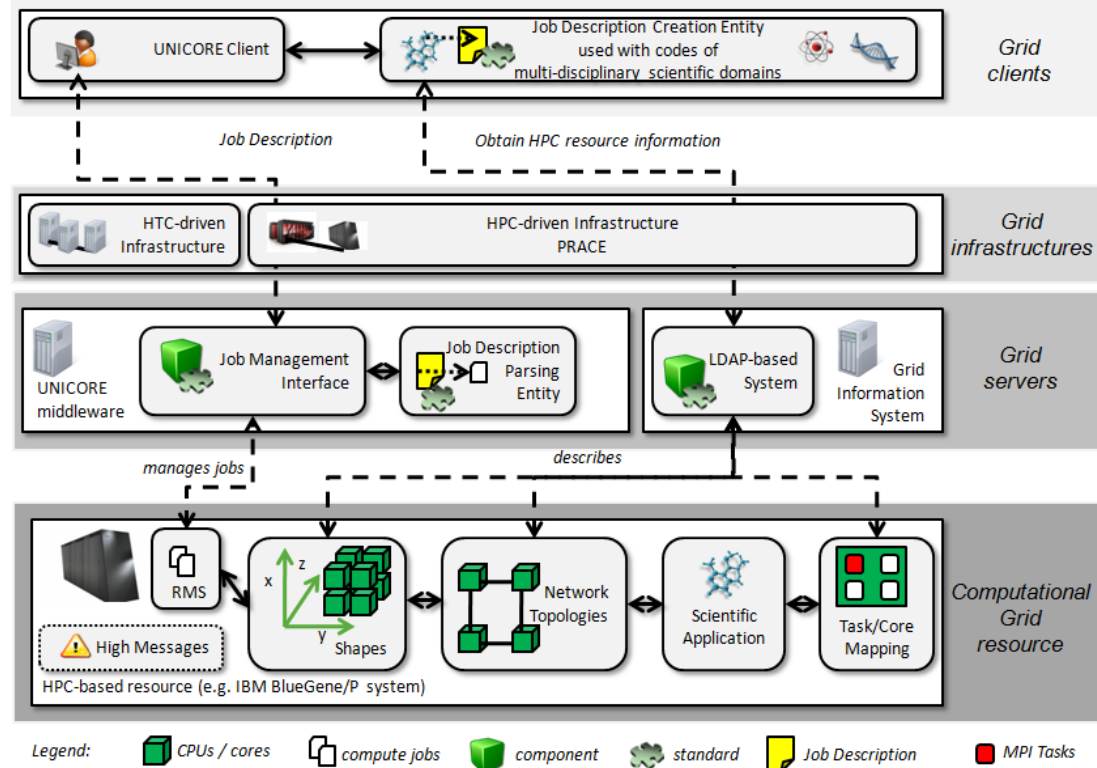 UNICORE Client
Job Description Creation Entity
used with codes of
multi-disciplinary scientific domains
Grid
clients
Job Description
Obtain HPC resource information
HTC-driven
Infrastructure
HPC-driven Infrastructure
PRACE
Grid
infrastructures
UNICORE
middleware
Job Management
Interface
Job Description
Parsing
Entity
LDAP-based
System
Grid
Information
System
Grid
servers
manages jobs
describes
RMS
High Messages
x
z
y
Shapes
Network
Topologies
Scientific
Application
Task/Core
Mapping
HPC-based resource (e.g. IBM BlueGene/P system)
Computational
Grid
resource
Legend:
CPUs / cores
compute jobs
component
standard
Job Description
MPI Tasks